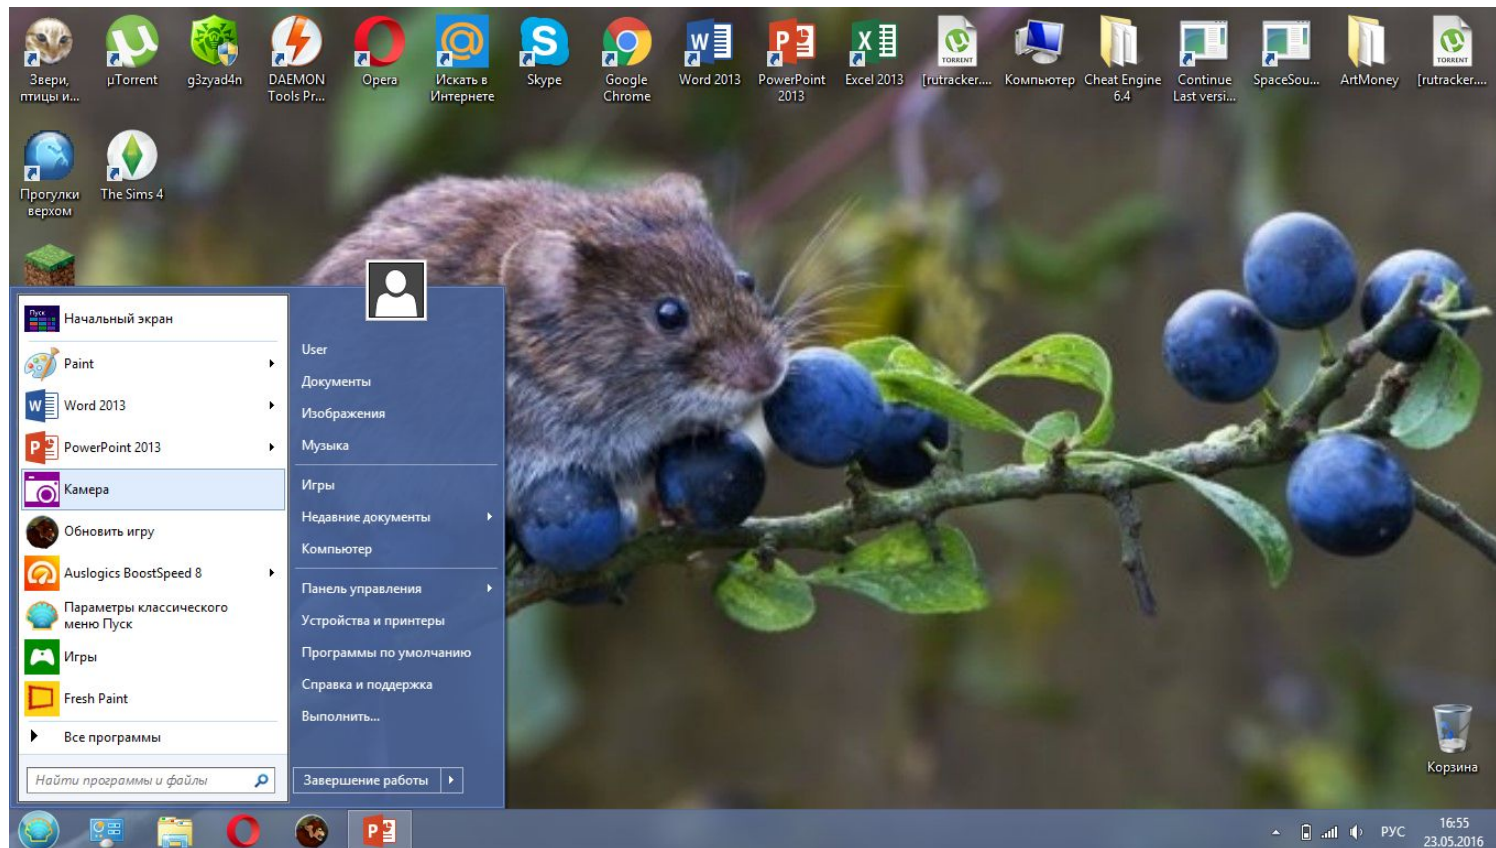 Звери,
птицы и...
µTorrent
g3zyad4n
DAEMON
Tools Pr...
Opera
Искать в
Интернете
Skype
Google
Chrome
Word 2013
PowerPoint
2013
Excel 2013
TORRENT
[rutracker....
Компьютер
Cheat Engine
6.4
Continue
Last versi...
SpaceSou...
ArtMoney
TORRENT
[rutracker....
Прогулки
верхом
The Sims 4
Пуск
Начальный экран
Paint
Word 2013
PowerPoint 2013
Камера
Обновить игру
Auslogics BoostSpeed 8
Параметры классического
меню Пуск
Игры
Fresh Paint
Все программы
Найти программы и файлы
User
Документы
Изображения
Музыка
Игры
Недавние документы
Компьютер
Панель управления
Устройства и принтеры
Программы по умолчанию
Справка и поддержка
Выполнить...
Завершение работы
Корзина
РУС
16:55
23.05.2016